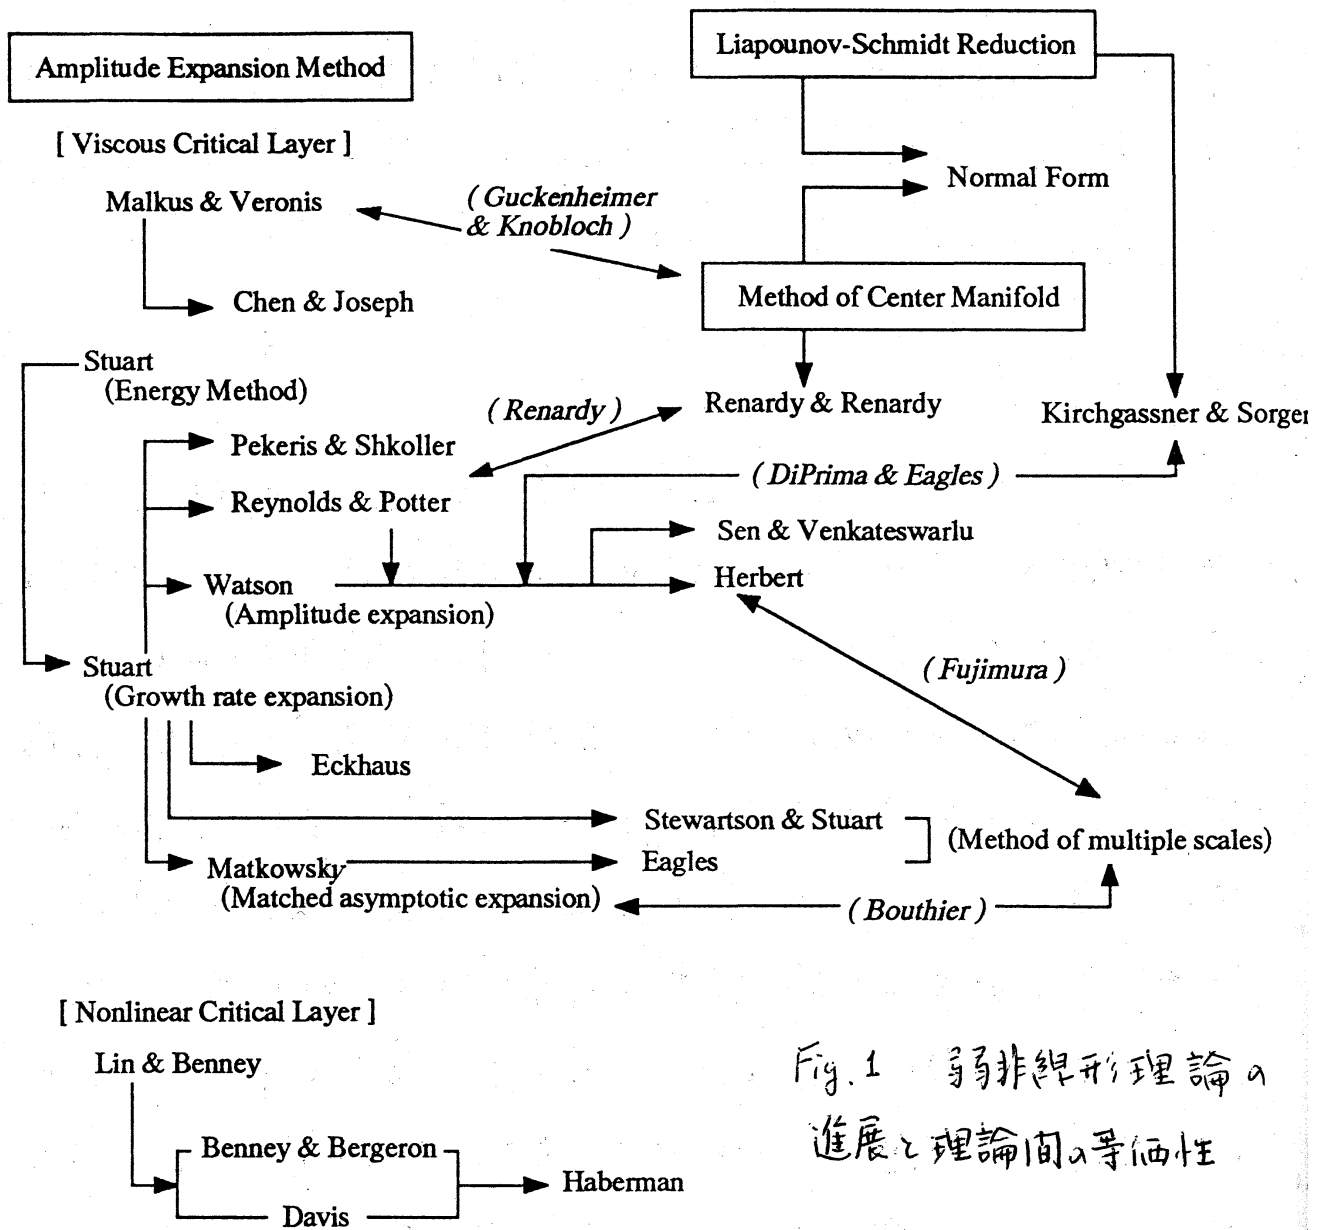 Liapounov-Schmidt Reduction
Amplitude Expansion Method
[ Viscous Critical Layer ]
Normal Form
Malkus & Veronis
( Guckenheimer
& Knobloch )
Method of Center Manifold
Chen & Joseph
Stuart
(Energy Method)
( Renardy )
Renardy & Renardy
Kirchgassner & Sorger
Pekeris & Shkoller
( DiPrima & Eagles )
Reynolds & Potter
Sen & Venkateswarlu
Watson
(Amplitude expansion)
Herbert
Stuart
(Growth rate expansion)
( Fujimura )
Eckhaus
Stewartson & Stuart
(Method of multiple scales)
Matkowsky
(Matched asymptotic expansion)
Eagles
( Bouthier )
[ Nonlinear Critical Layer ]
Lin & Benney
Benney & Bergeron
Haberman
Davis
Fig. 1 弱非線形理論の
進展と理論間の等価性